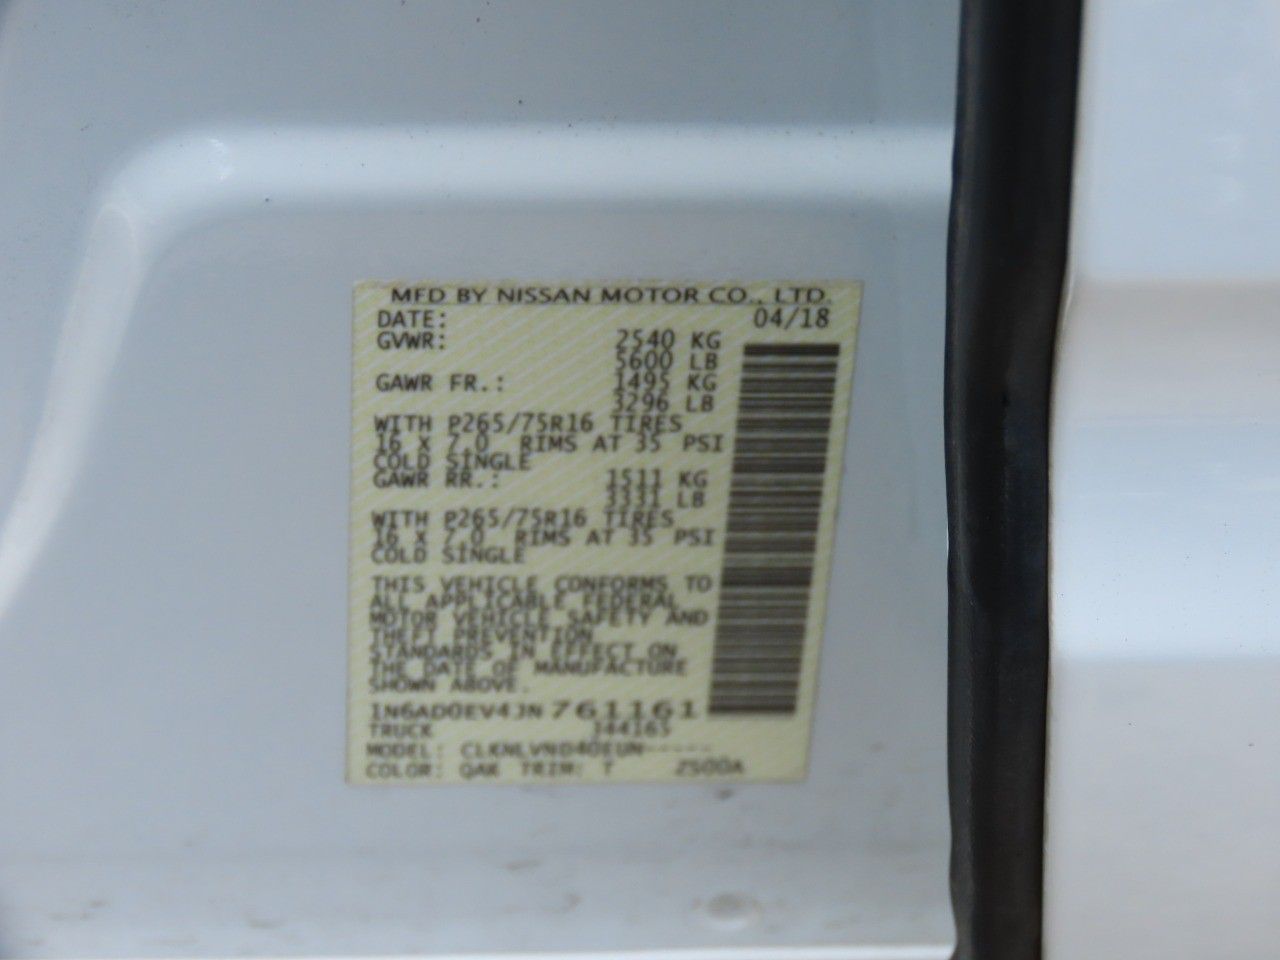 MFD BY NISSAN MOTOR CO., LTD.
DATE: 04/18
GVWR: 2540 KG
5600 LB
GAWR FR.: 1495 KG
3296 LB
WITH P265/75R16 TIRES
16 X 7.0 RIMS AT 35 PSI
COLD SINGLE
GAWR RR.: 1511 KG
3331 LB
WITH P265/75R16 TIRES
16 X 7.0 RIMS AT 35 PSI
COLD SINGLE
THIS VEHICLE CONFORMS TO
ALL APPLICABLE FEDERAL
MOTOR VEHICLE SAFETY AND
THEFT PREVENTION
STANDARDS IN EFFECT ON
THE DATE OF MANUFACTURE
SHOWN ABOVE.
1N6AD0EV4JN761161
TRUCK 344165
MODEL:
COLOR: QAK TRIM: T 2500A